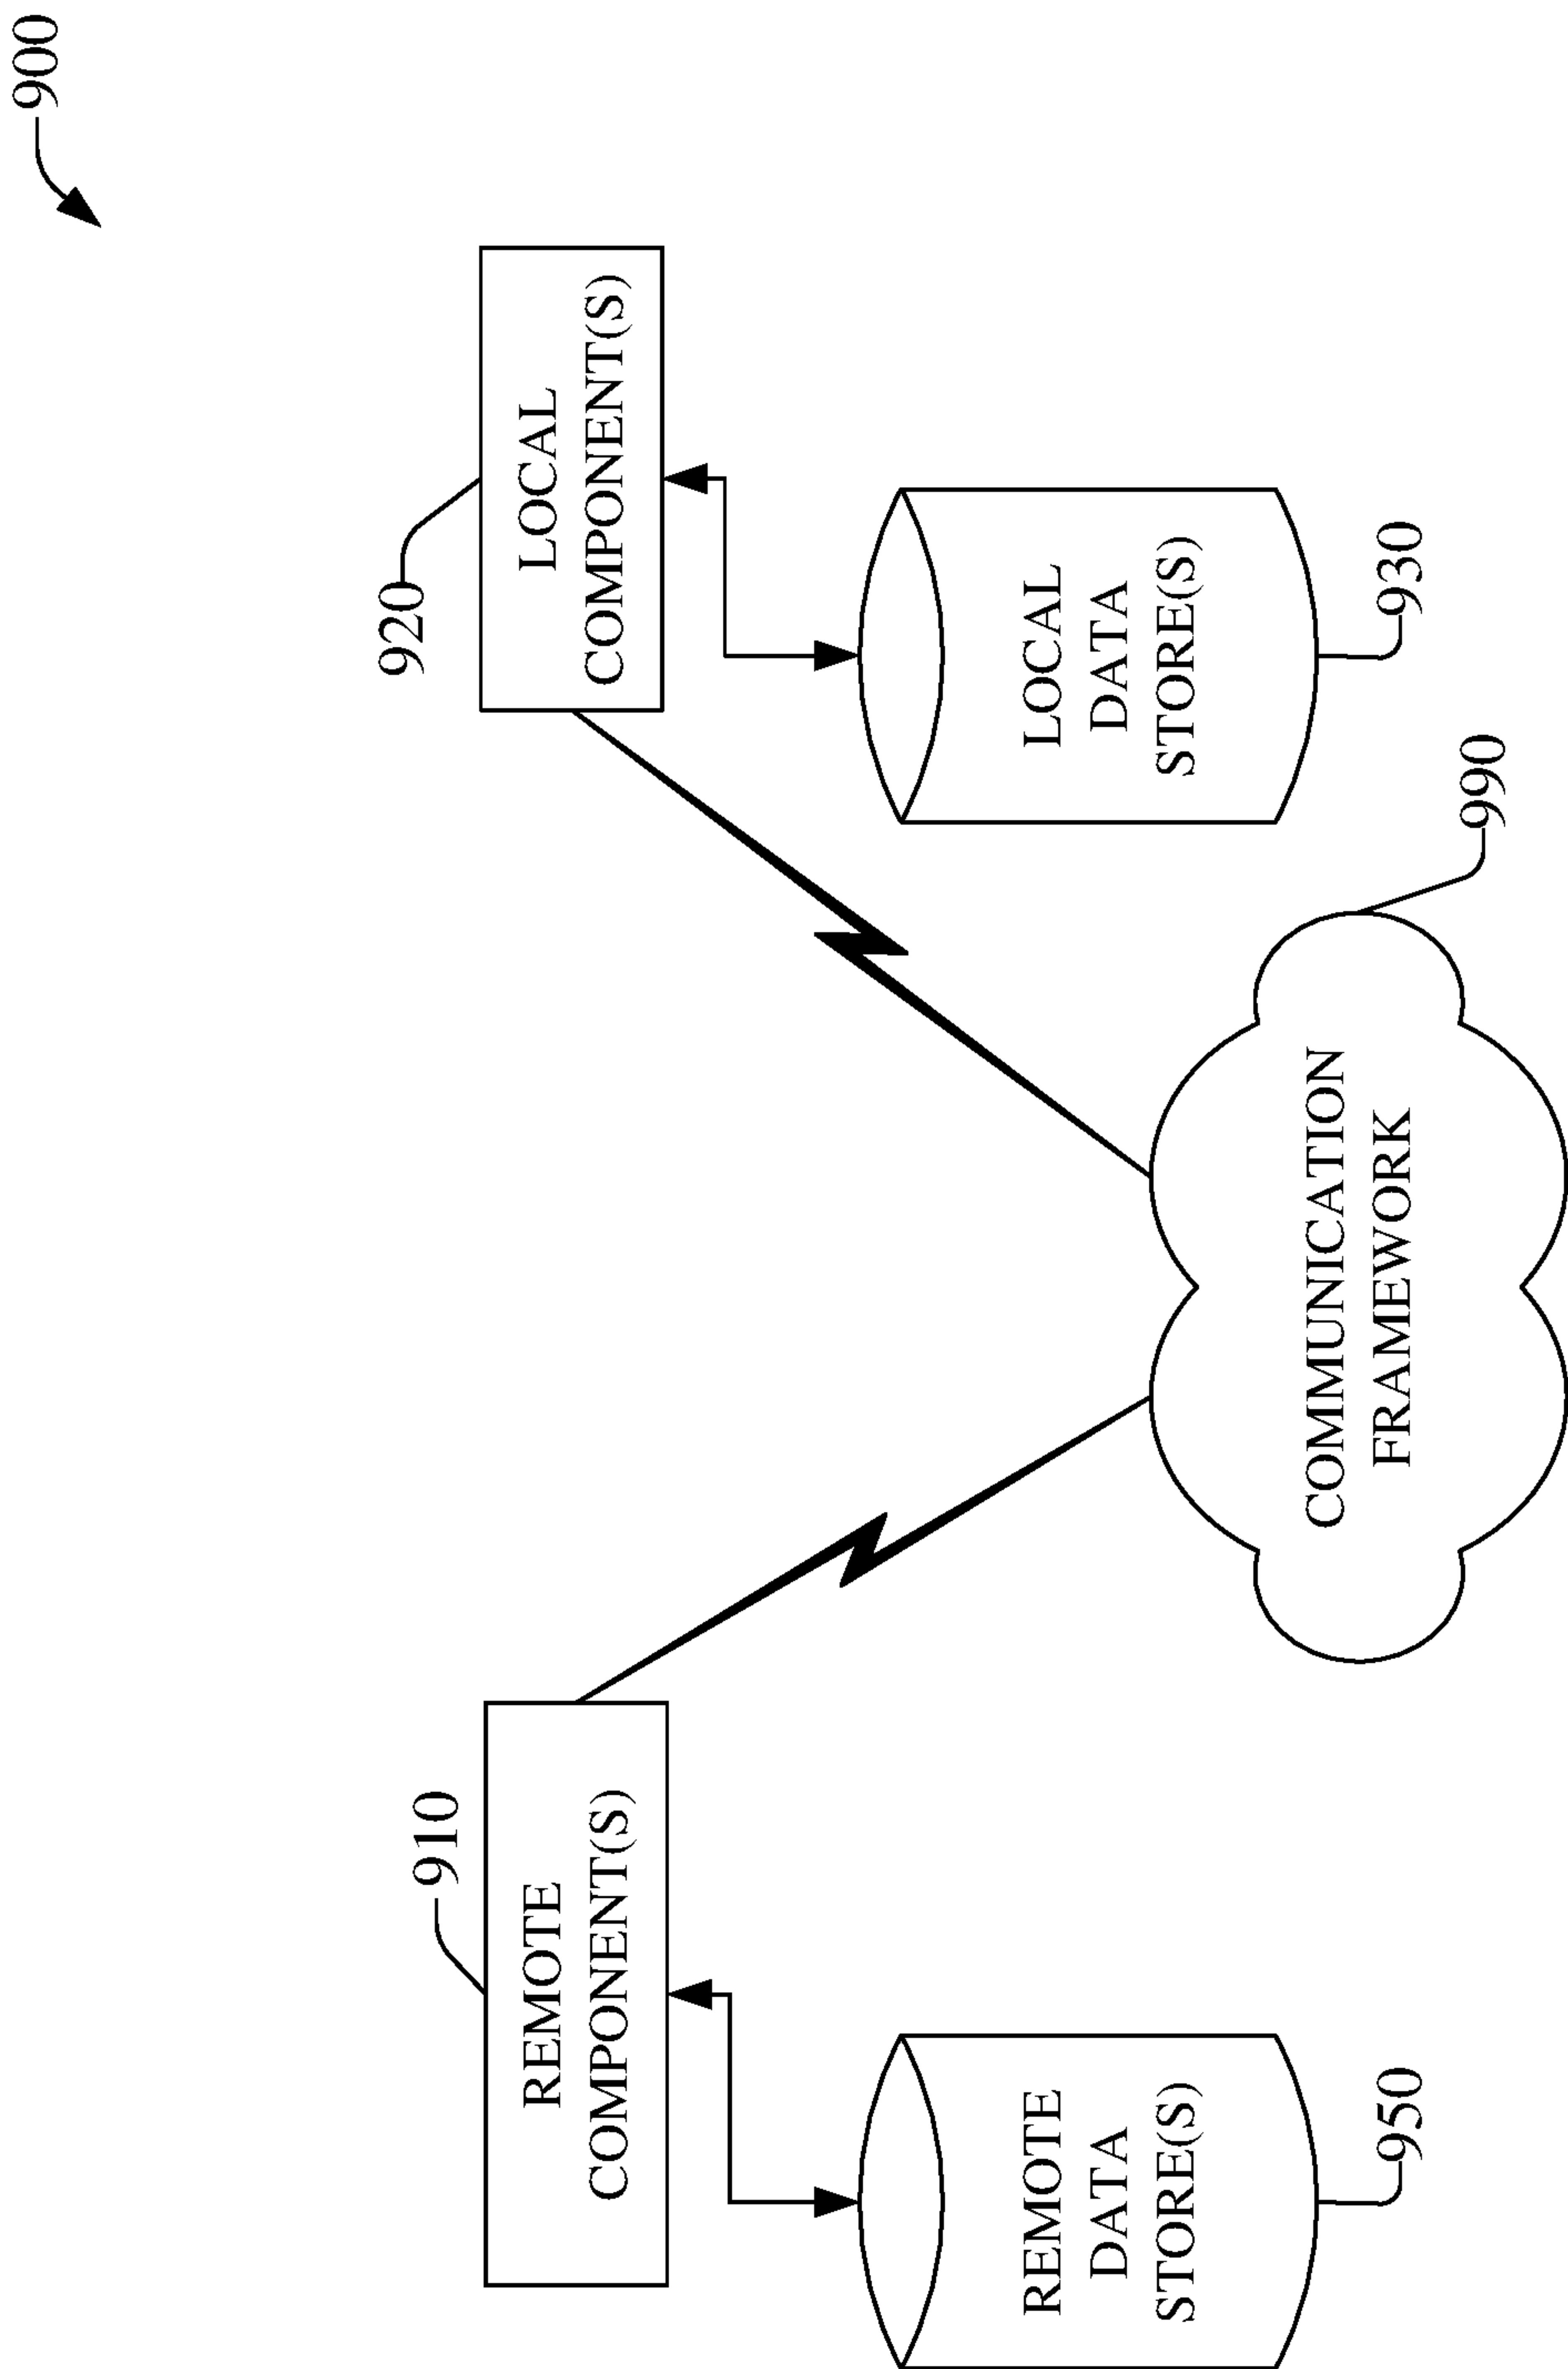 900
910
920
REMOTE
COMPONENT(S)
LOCAL
COMPONENT(S)
REMOTE
DATA
STORE(S)
LOCAL
DATA
STORE(S)
COMMUNICATION
FRAMEWORK
950
930
990